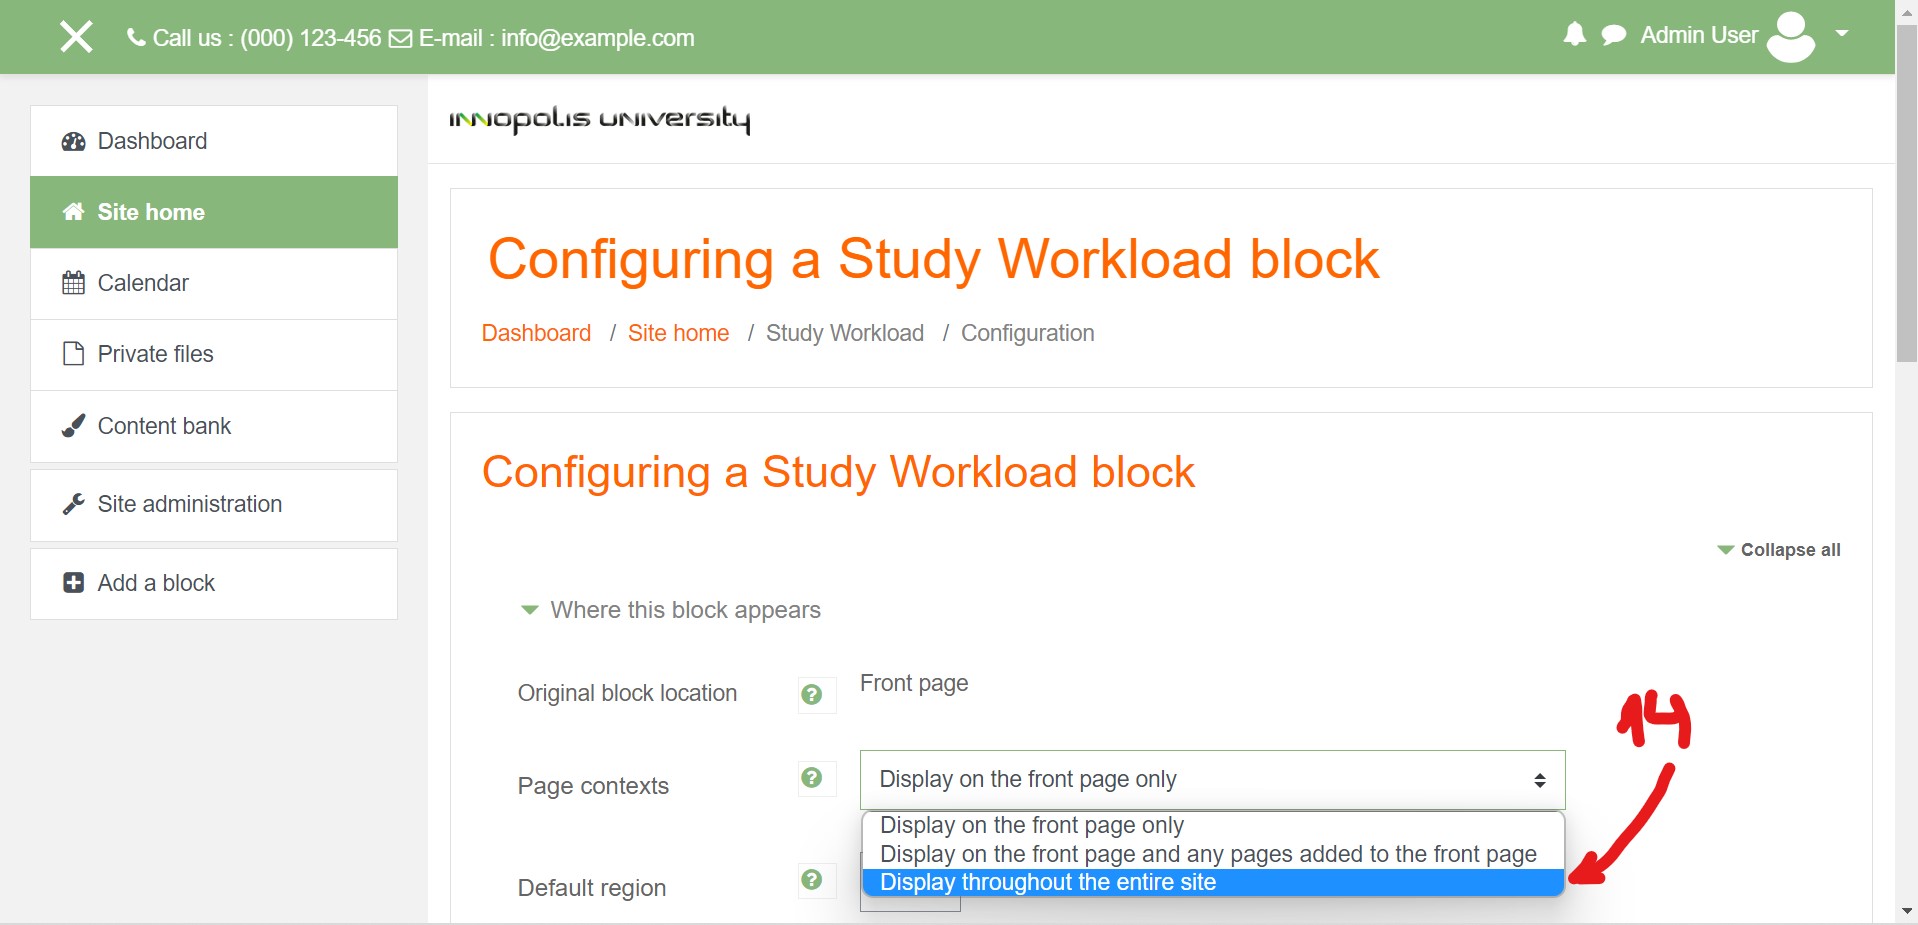 Call us : (000) 123-456 E-mail : info@example.com
Admin User
Dashboard
Site home
Calendar
Private files
Content bank
Site administration
Add a block
INNOPOLIS UNIVERSITY
Configuring a Study Workload block
Dashboard / Site home / Study Workload / Configuration
Configuring a Study Workload block
Collapse all
Where this block appears
Original block location
Front page
Page contexts
Display on the front page only
Display on the front page only
Display on the front page and any pages added to the front page
Display throughout the entire site
Default region
14